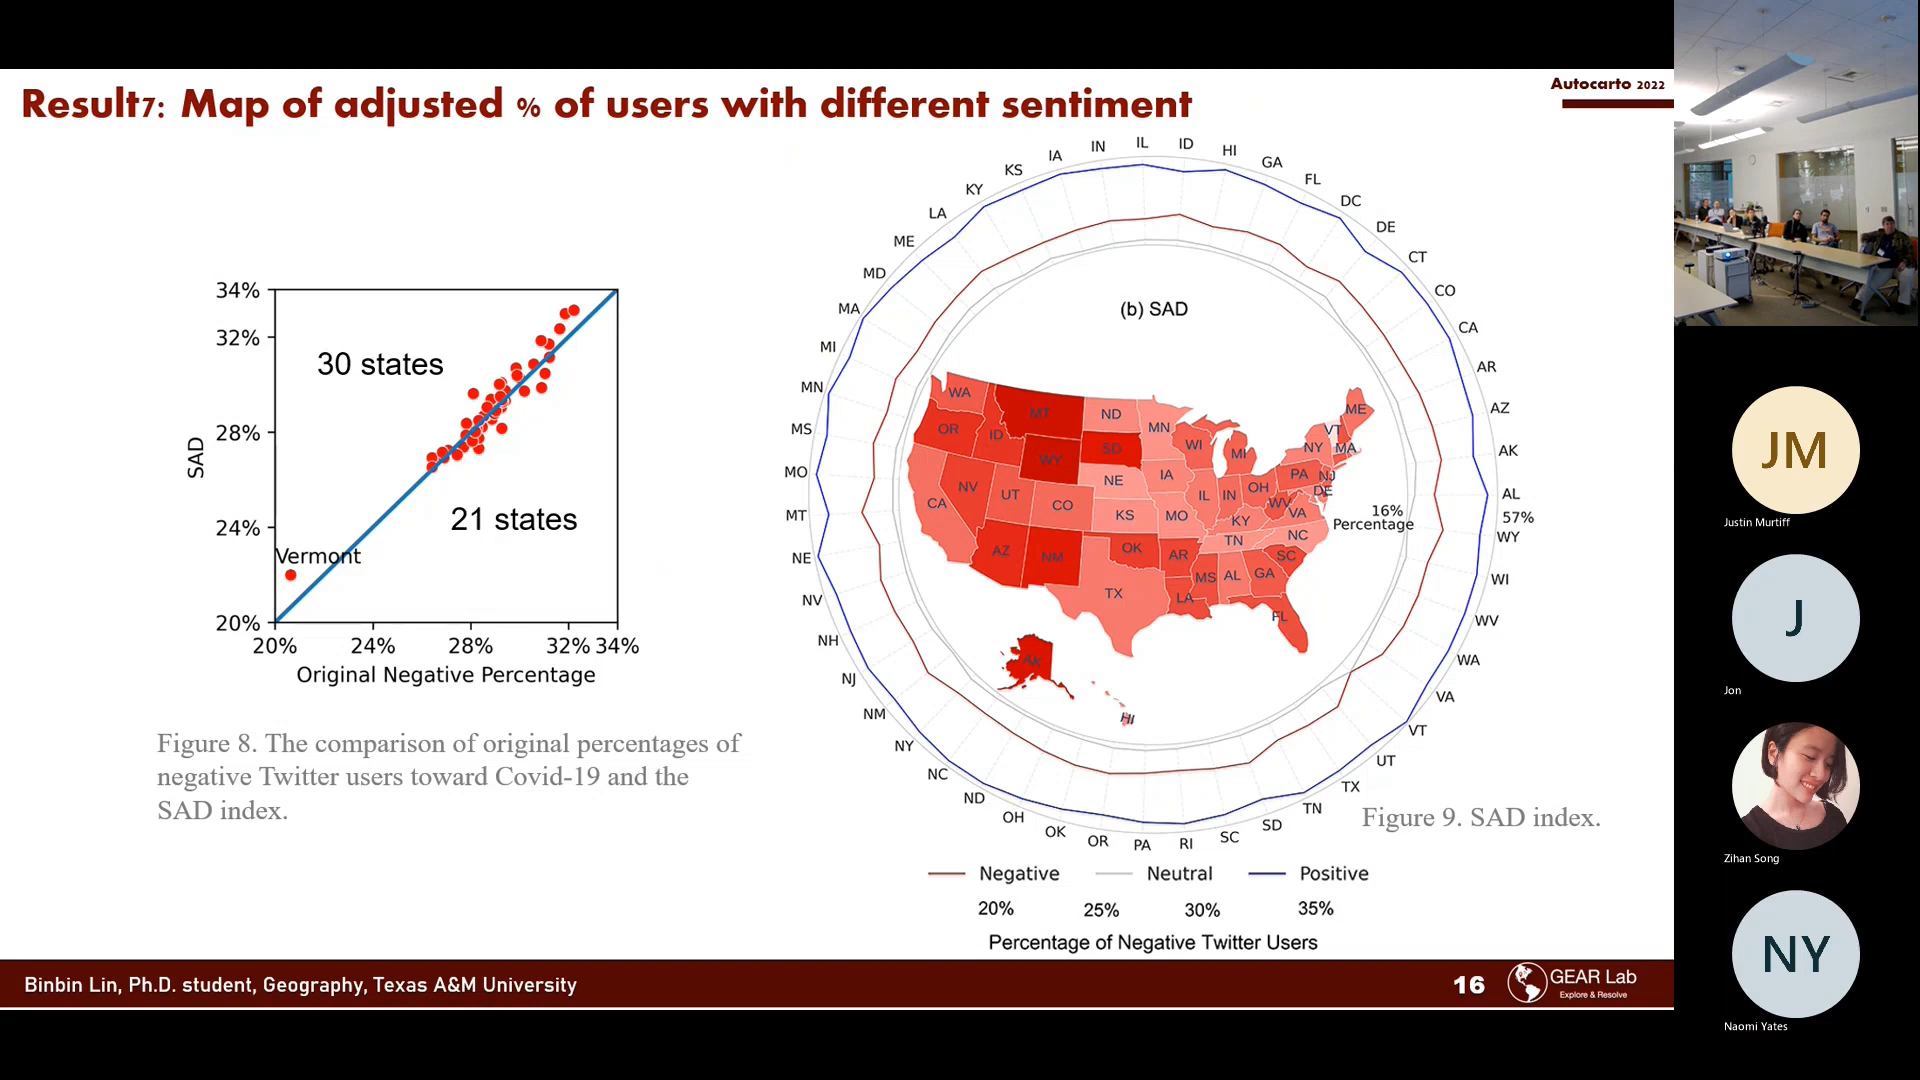 Result7: Map of adjusted % of users with different sentiment
Autocarto 2022
34%
32%
28%
24%
20%
SAD
30 states
21 states
Vermont
20% 24% 28% 32% 34%
Original Negative Percentage
Figure 8. The comparison of original percentages of
negative Twitter users toward Covid-19 and the
SAD index.
IL
ID
HI
GA
FL
DC
DE
CT
CO
CA
AR
AZ
AK
AL
57%
WY
WI
WV
WA
VA
VT
UT
TX
TN
SD
SC
RI
PA
OR
OK
OH
ND
NC
NY
NM
NJ
NH
NV
NE
MT
MO
MS
MN
MI
MA
MD
ME
LA
KY
KS
IA
IN
(b) SAD
16%
Percentage
WA
MT
ND
MN
ME
OR
ID
SD
WI
VT
NY
MA
MI
WY
IA
NE
PA
NJ
NV
UT
CO
IL
IN
OH
DE
CA
KS
MO
KY
WV
VA
AZ
NM
OK
AR
TN
NC
SC
TX
LA
MS
AL
GA
FL
AK
HI
Figure 9. SAD index.
Negative Neutral Positive
20% 25% 30% 35%
Percentage of Negative Twitter Users
Binbin Lin, Ph.D. student, Geography, Texas A&M University
16
GEAR Lab
Explore & Resolve
JM
Justin Murtiff
J
Jon
Zihan Song
NY
Naomi Yates